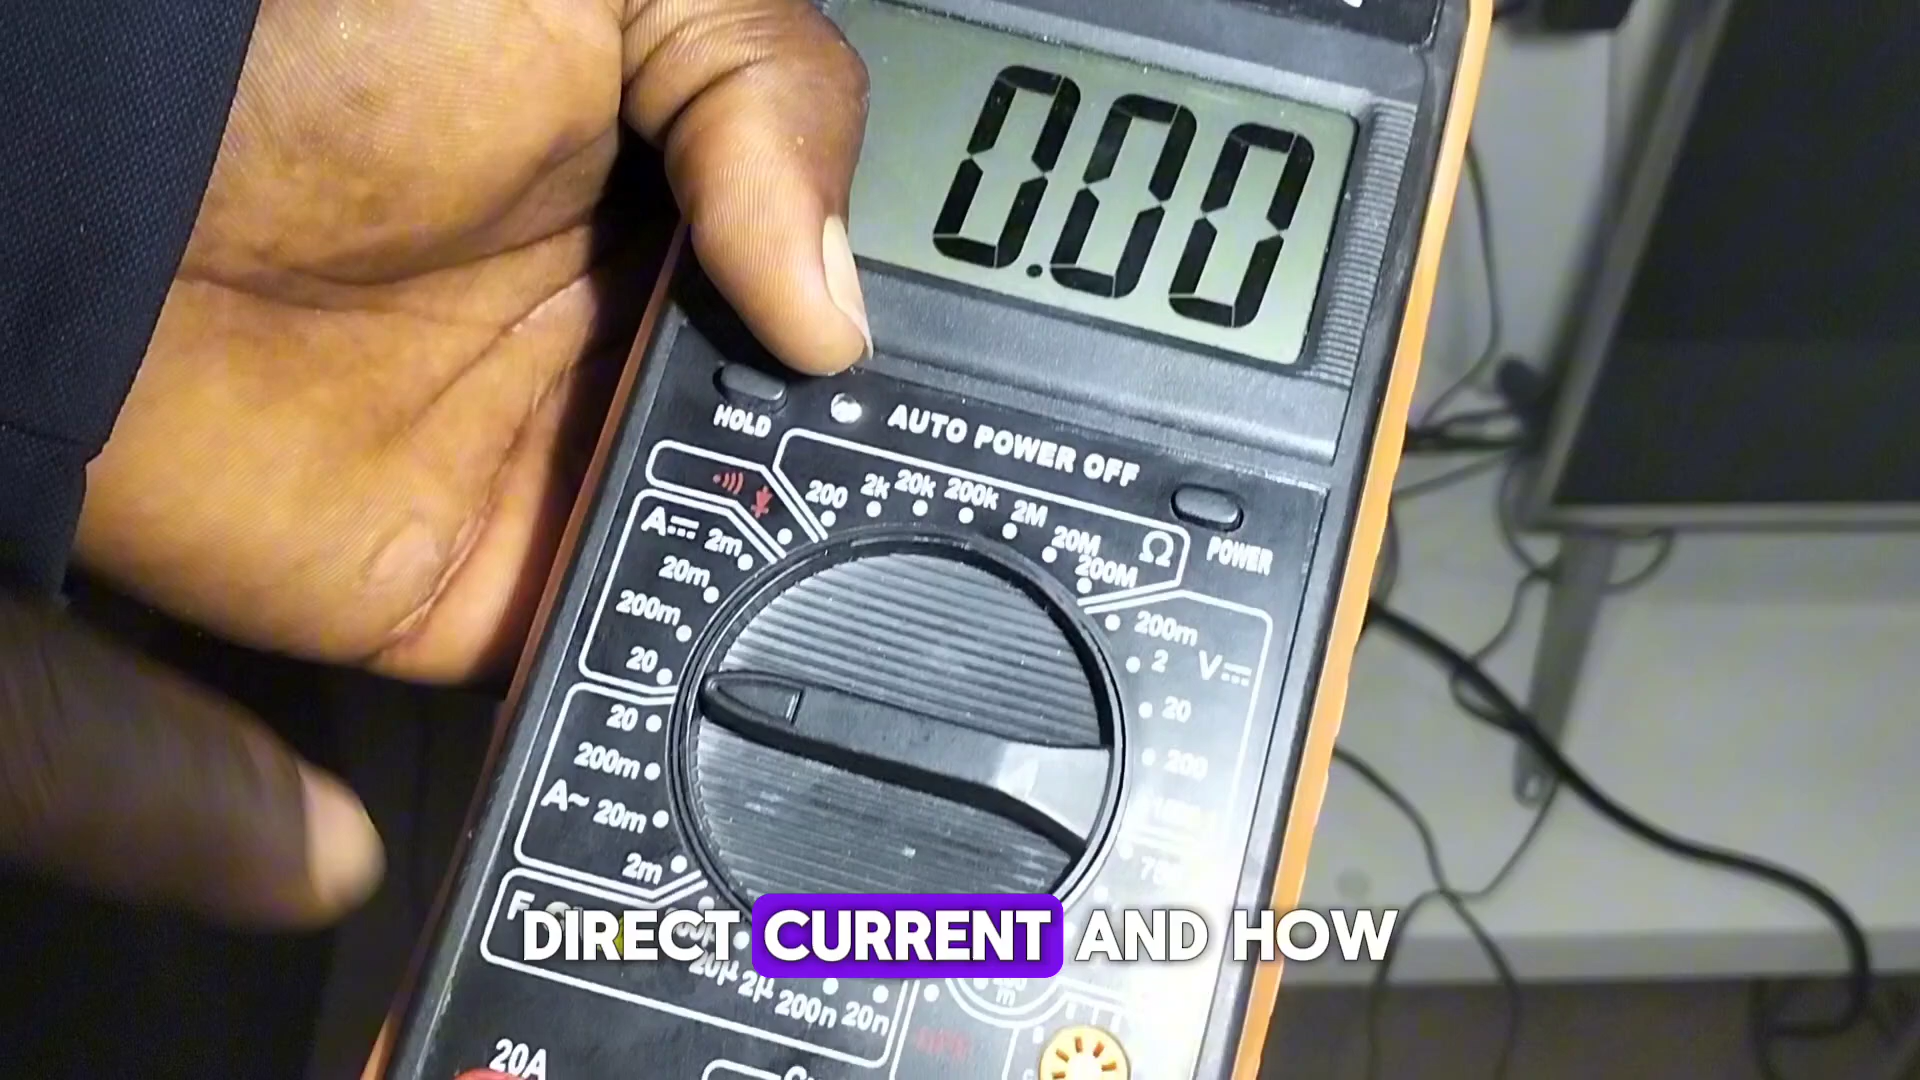 0.00
HOLD
AUTO POWER OFF
POWER
200 2k 20k 200k 2M 20M 200M Ω
A 2m
20m
200m
20
20
200m
A~ 20m
2m
200m
2 V
20
200
F
20µ 2µ 200n 20n
m
20A
DIRECT CURRENT AND HOW